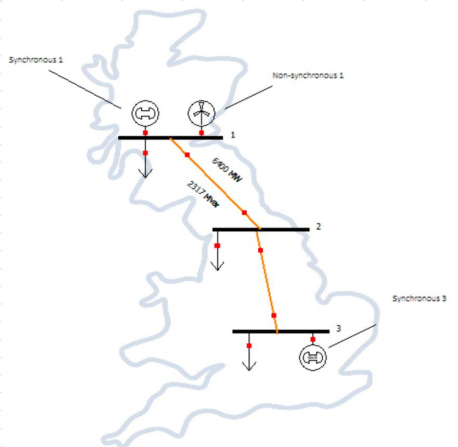 Synchronous 1
Non-synchronous 1
1
6400 MW
2317 Mvar
2
Synchronous 3
3